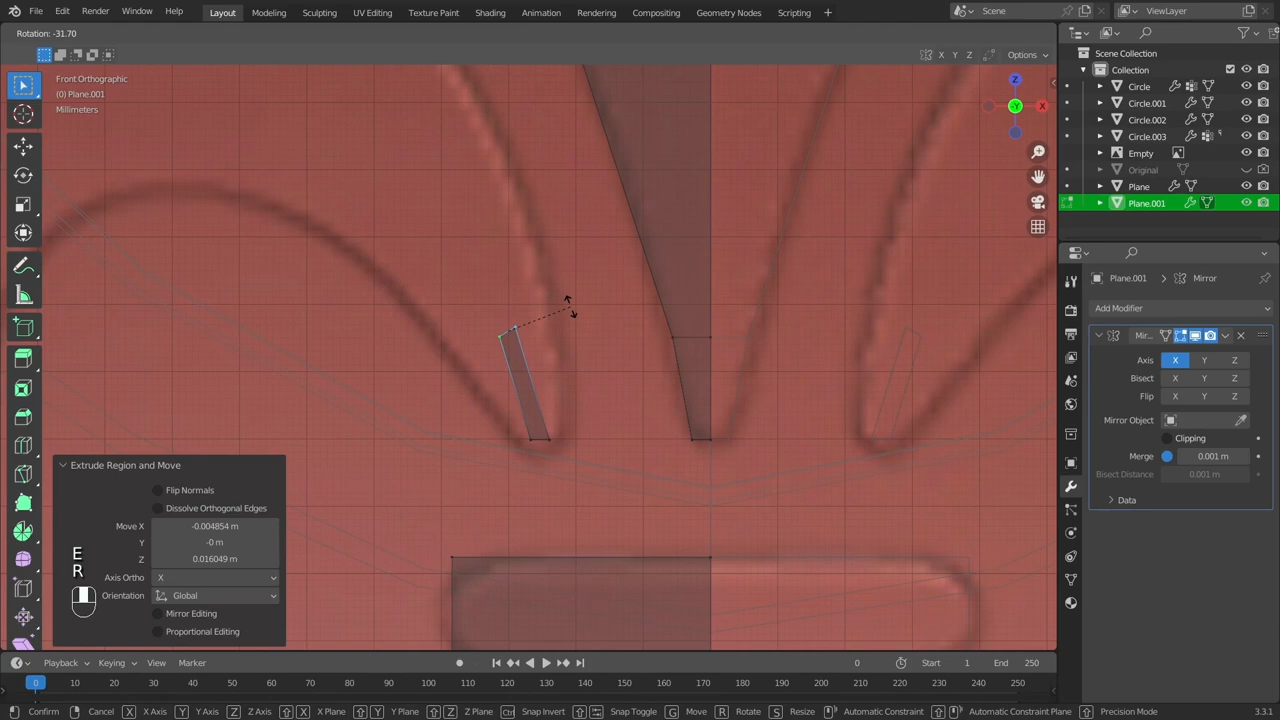 File Edit Render Window Help Layout Modeling Sculpting UV Editing Texture Paint Shading Animation Rendering Compositing Geometry Nodes Scripting + Scene ViewLayer
Rotation: -31.70
X Y Z Options
Front Orthographic
(0) Plane.001
Millimeters
Z
X
-Y
Scene Collection
Collection
Circle
Circle.001
Circle.002
Circle.003
Empty
Original
Plane
Plane.001
Plane.001 > Mirror
Add Modifier
Mir...
Axis X Y Z
Bisect X Y Z
Flip X Y Z
Mirror Object
Clipping
Merge 0.001 m
Bisect Distance 0.001 m
Data
Extrude Region and Move
Flip Normals
Dissolve Orthogonal Edges
Move X -0.004854 m
Y -0 m
Z 0.016049 m
Axis Ortho X
Orientation Global
Mirror Editing
Proportional Editing
E
R
Playback Keying View Marker 0 Start 1 End 250
0 10 20 30 40 50 60 70 80 90 100 110 120 130 140 150 160 170 180 190 200 210 220 230 240 250
Confirm Cancel X X Axis Y Y Axis Z Z Axis X X Plane Y Y Plane Z Z Plane Ctrl Snap Invert Snap Toggle G Move R Rotate S Resize Automatic Constraint Automatic Constraint Plane Precision Mode 3.3.1